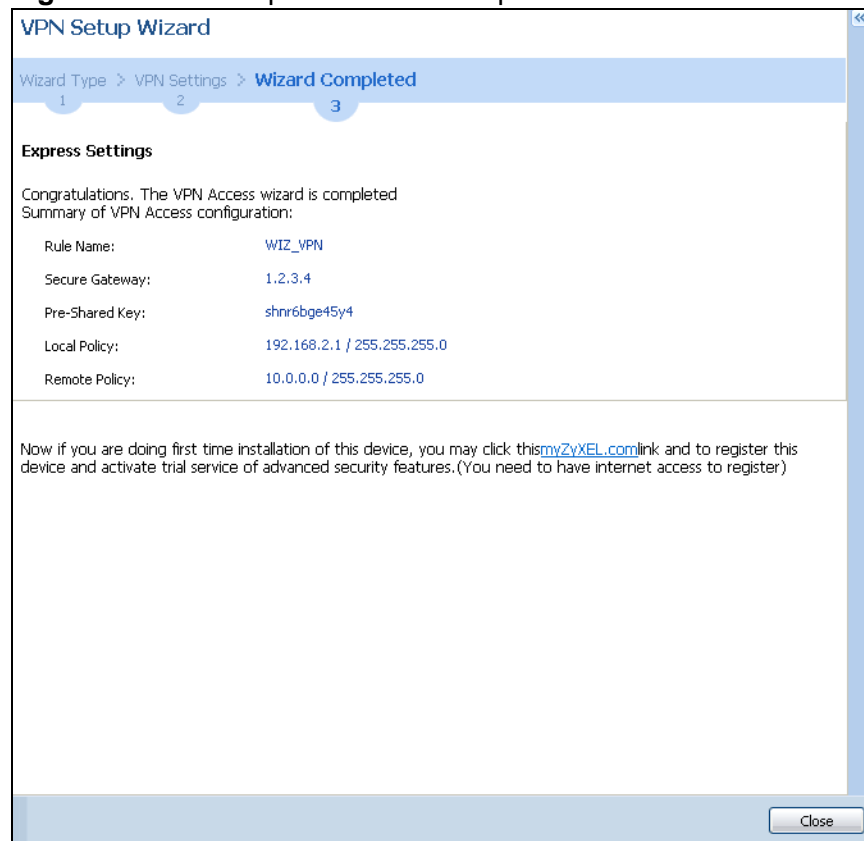 VPN Setup Wizard
Wizard Type > VPN Settings > Wizard Completed
1 2 3
Express Settings
Congratulations. The VPN Access wizard is completed
Summary of VPN Access configuration:
Rule Name: WIZ_VPN
Secure Gateway: 1.2.3.4
Pre-Shared Key: shnr6bge45y4
Local Policy: 192.168.2.1 / 255.255.255.0
Remote Policy: 10.0.0.0 / 255.255.255.0
Now if you are doing first time installation of this device, you may click thismyZyXEL.comlink and to register this
device and activate trial service of advanced security features.(You need to have internet access to register)
Close